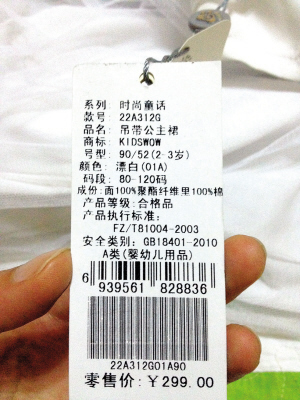 系列: 时尚童话
款号: 22A312G
品名: 吊带公主裙
商标: KIDSWOW
号型: 90/52(2-3岁)
颜色: 漂白(01A)
码段: 80-120码
成份:面100%聚酯纤维里100%棉
产品等级:合格品
产品执行标准:
FZ/T81004-2003
安全类别: GB18401-2010
A类(婴幼儿用品)
6 939561 828836
22A312G01A90
零售价:￥299.00